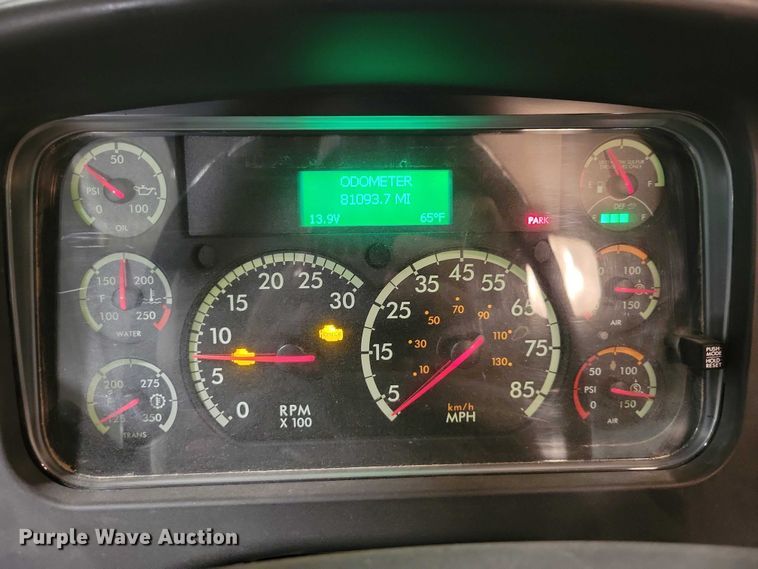 50
PSI
0 100
OIL
150 200
F
100 250
WATER
200 275
125 350
TRANS
ODOMETER
81093.7 MI
13.9V 65°F
PARK
0 5 10 15 20 25 30
RPM
X 100
5 15 25 35 45 55 65 75 85
10 30 50 70 90 110 130
km/h
MPH
DEF
E F
100
0 150
AIR
50 100
PSI
0 150
S
AIR
PUSH-
MODE
HOLD-
RESET
Purple Wave Auction